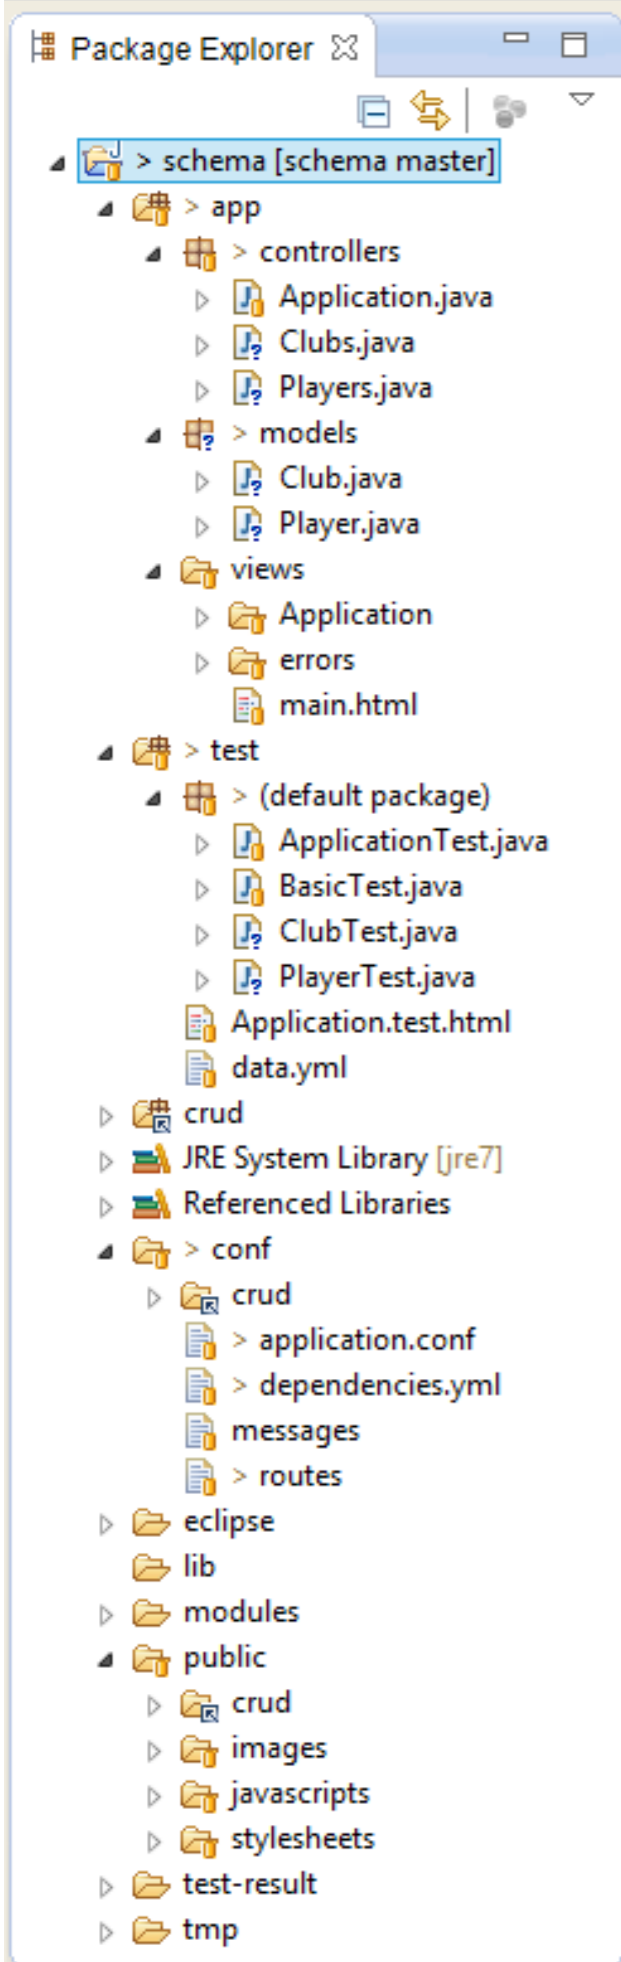 Package Explorer
> schema [schema master]
> app
> controllers
Application.java
Clubs.java
Players.java
> models
Club.java
Player.java
views
Application
errors
main.html
> test
> (default package)
ApplicationTest.java
BasicTest.java
ClubTest.java
PlayerTest.java
Application.test.html
data.yml
crud
JRE System Library [jre7]
Referenced Libraries
> conf
crud
> application.conf
> dependencies.yml
messages
> routes
eclipse
lib
modules
public
crud
images
javascripts
stylesheets
test-result
tmp